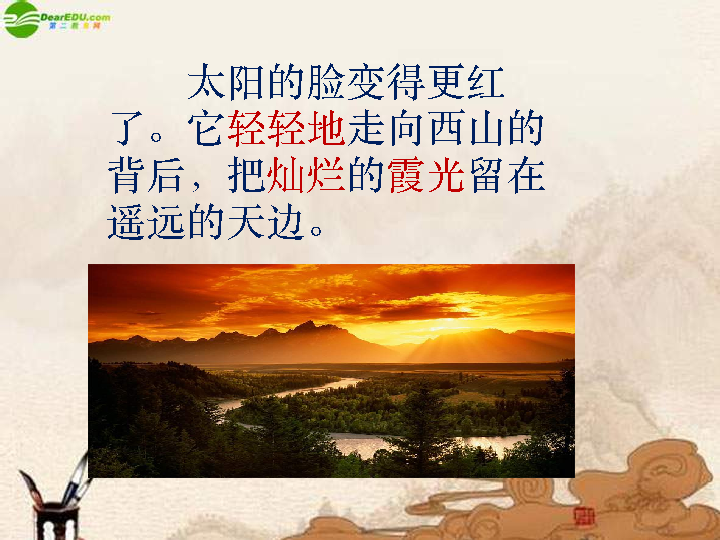 DearEDU.com
第二教育网
太阳的脸变得更红
了。它轻轻地走向西山的
背后，把灿烂的霞光留在
遥远的天边。